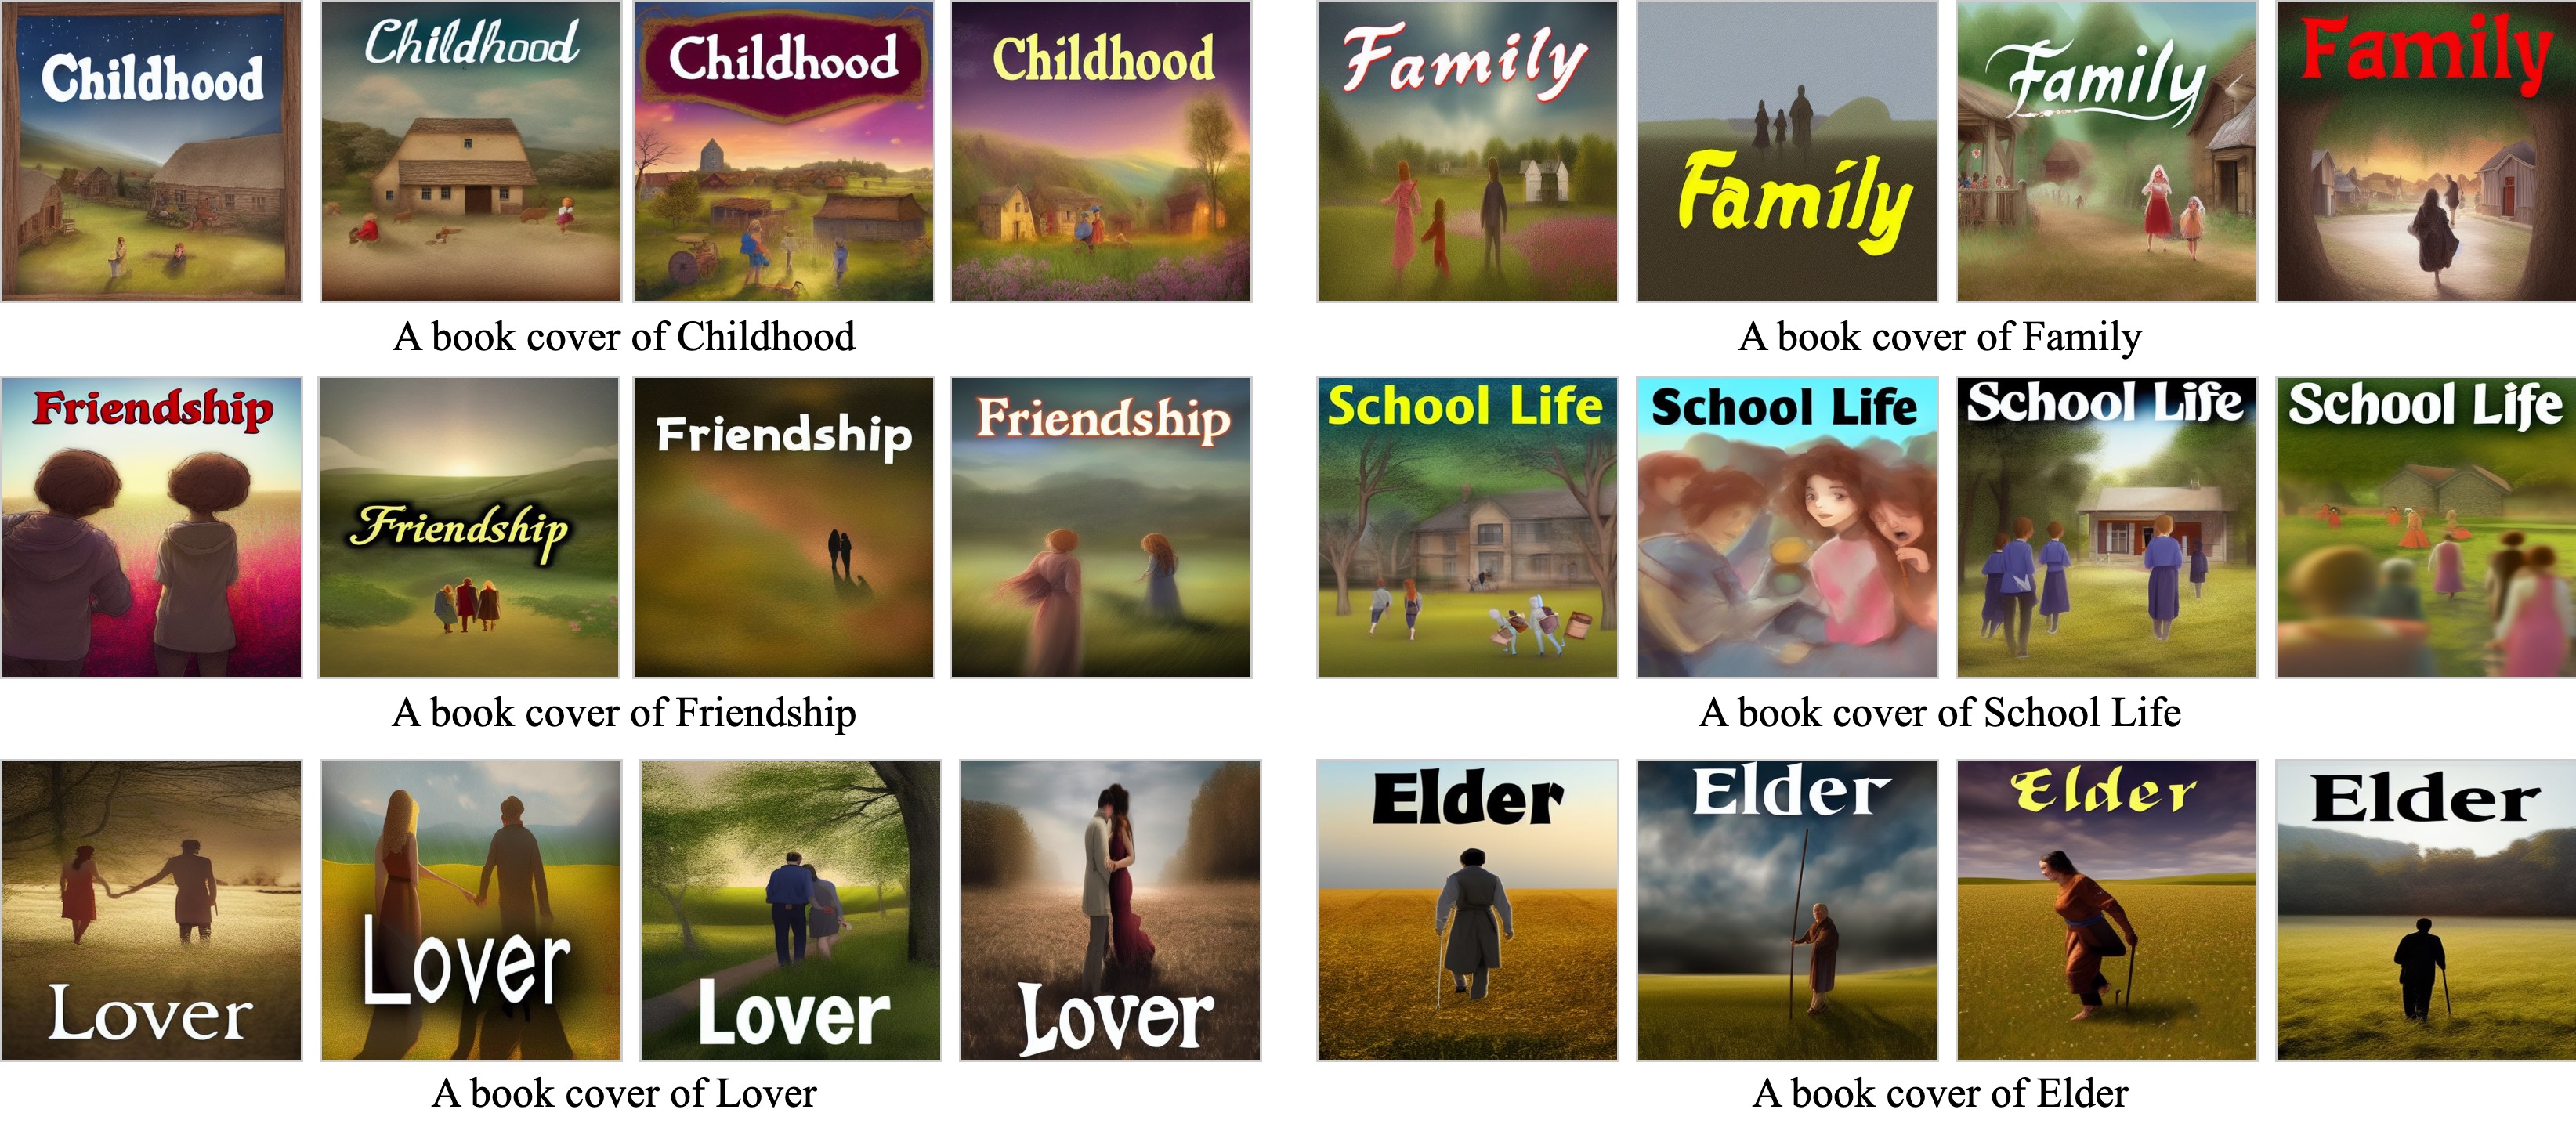 Childhood
Childhood
Childhood
Childhood
A book cover of Childhood
Family
Family
Family
Family
A book cover of Family
Friendship
Friendship
Friendship
Friendship
A book cover of Friendship
School Life
School Life
School Life
School Life
A book cover of School Life
Lover
Lover
Lover
Lover
A book cover of Lover
Elder
Elder
Elder
Elder
A book cover of Elder